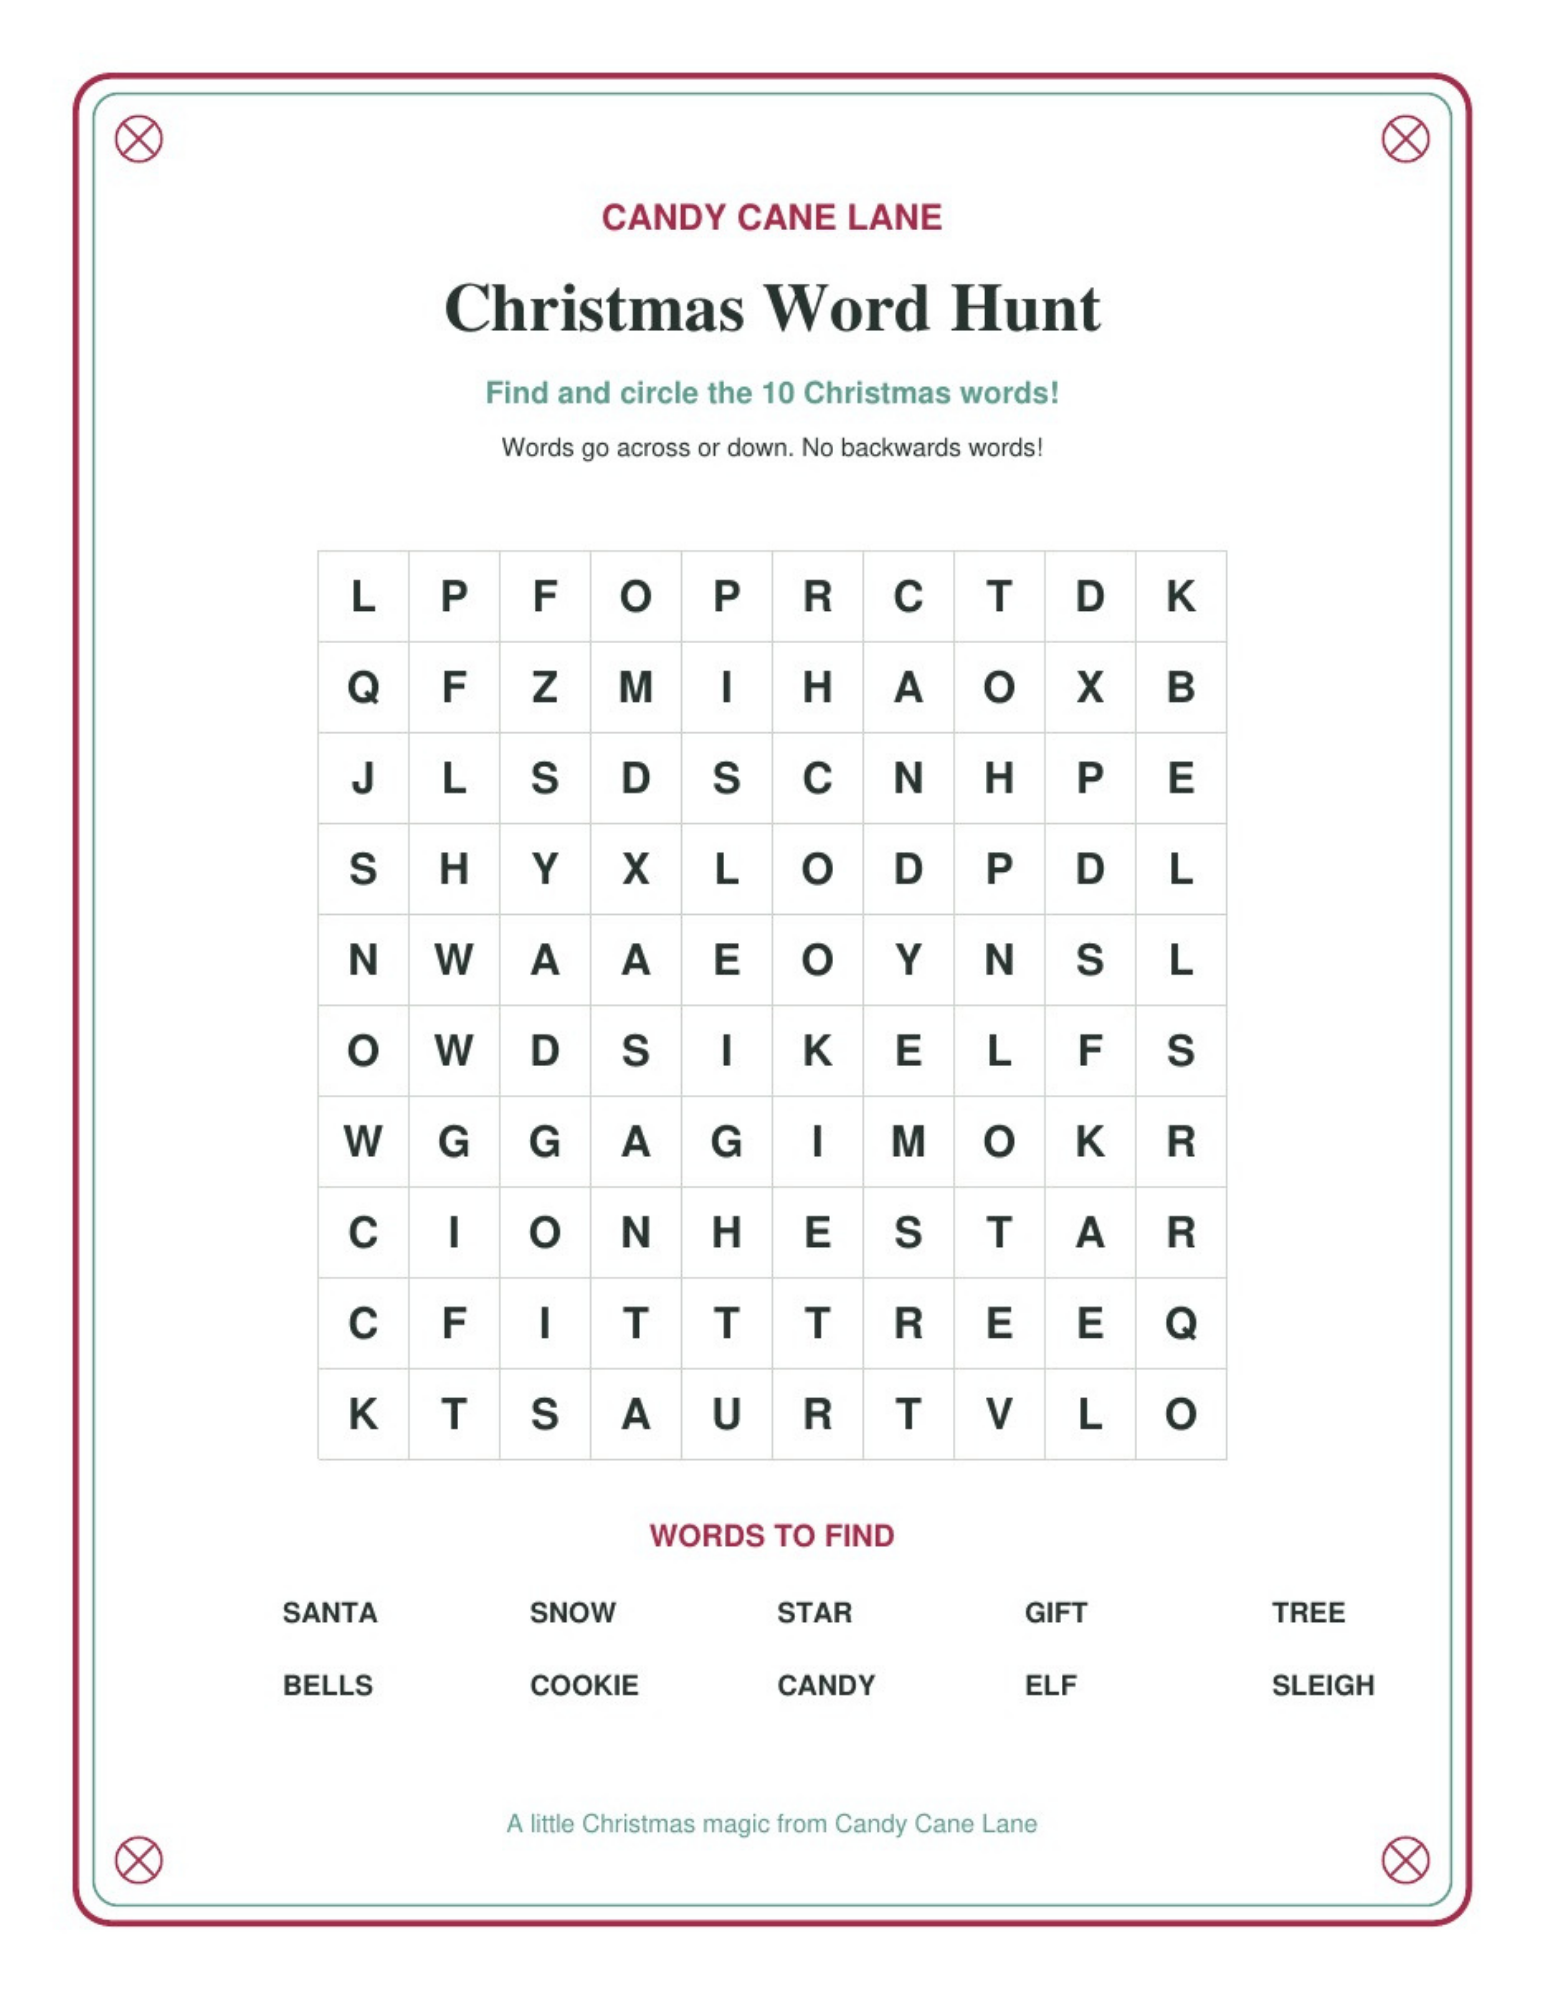 CANDY CANE LANE
Christmas Word Hunt
Find and circle the 10 Christmas words!
Words go across or down. No backwards words!
L P F O P R C T D K
Q F Z M I H A O X B
J L S D S C N H P E
S H Y X L O D P D L
N W A A E O Y N S L
O W D S I K E L F S
W G G A G I M O K R
C I O N H E S T A R
C F I T T T R E E Q
K T S A U R T V L O
WORDS TO FIND
SANTA SNOW STAR GIFT TREE
BELLS COOKIE CANDY ELF SLEIGH
A little Christmas magic from Candy Cane Lane